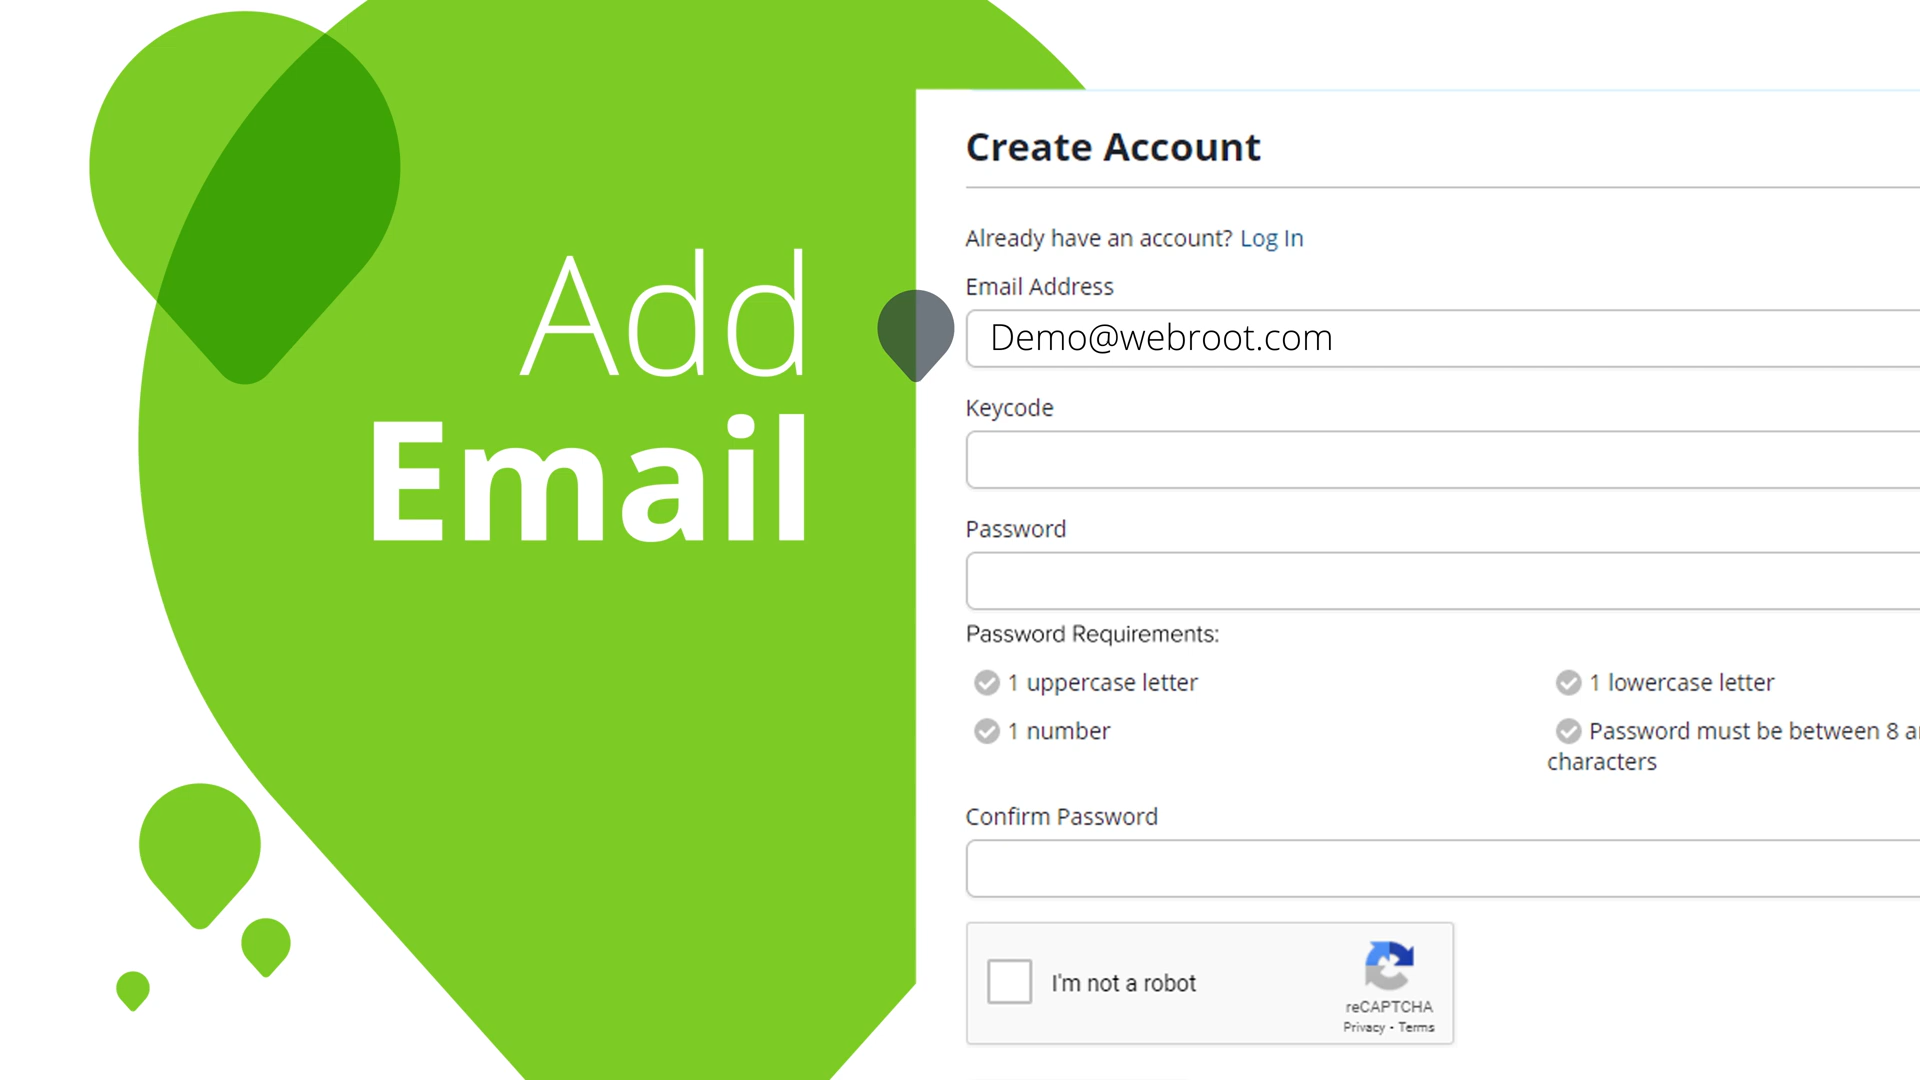 Add
Email
Create Account
Already have an account? Log In
Email Address
Demo@webroot.com
Keycode
Password
Password Requirements:
1 uppercase letter
1 lowercase letter
1 number
Password must be between 8
characters
Confirm Password
I'm not a robot
reCAPTCHA
Privacy - Terms